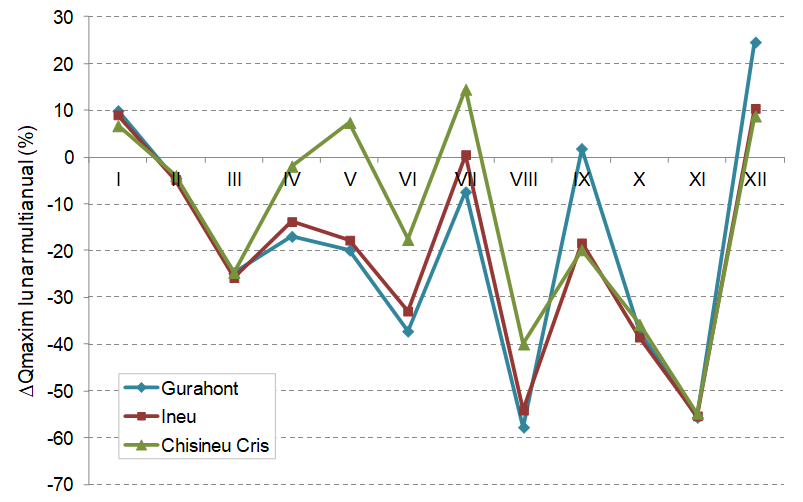 30
20
10
0
-10
-20
-30
-40
-50
-60
-70
ΔQmaxim lunar multianual (%)
I II III IV V VI VII VIII IX X XI XII
Gurahont
Ineu
Chisineu Cris